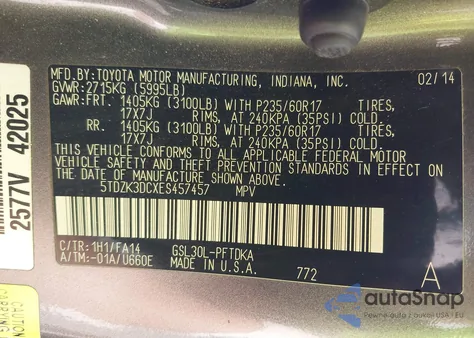 MFD. BY: TOYOTA MOTOR MANUFACTURING, INDIANA, INC. 02/14
GVWR: 2715KG (5995LB)
GAWR: FRT. 1405KG (3100LB) WITH P235/60R17 TIRES,
17X7J RIMS, AT 240KPA (35PSI) COLD.
RR. 1405KG (3100LB) WITH P235/60R17 TIRES,
17X7J RIMS, AT 240KPA (35PSI) COLD.
THIS VEHICLE CONFORMS TO ALL APPLICABLE FEDERAL MOTOR
VEHICLE SAFETY AND THEFT PREVENTION STANDARDS IN EFFECT ON
THE DATE OF MANUFACTURE SHOWN ABOVE.
5TDZK3DCXES457457 MPV
C/TR: 1H1/FA14 GSL30L-PFTDKA
A/TM: -01A/U660E MADE IN U.S.A. 772 A
2577V 42025
CAUTION
autoSnap